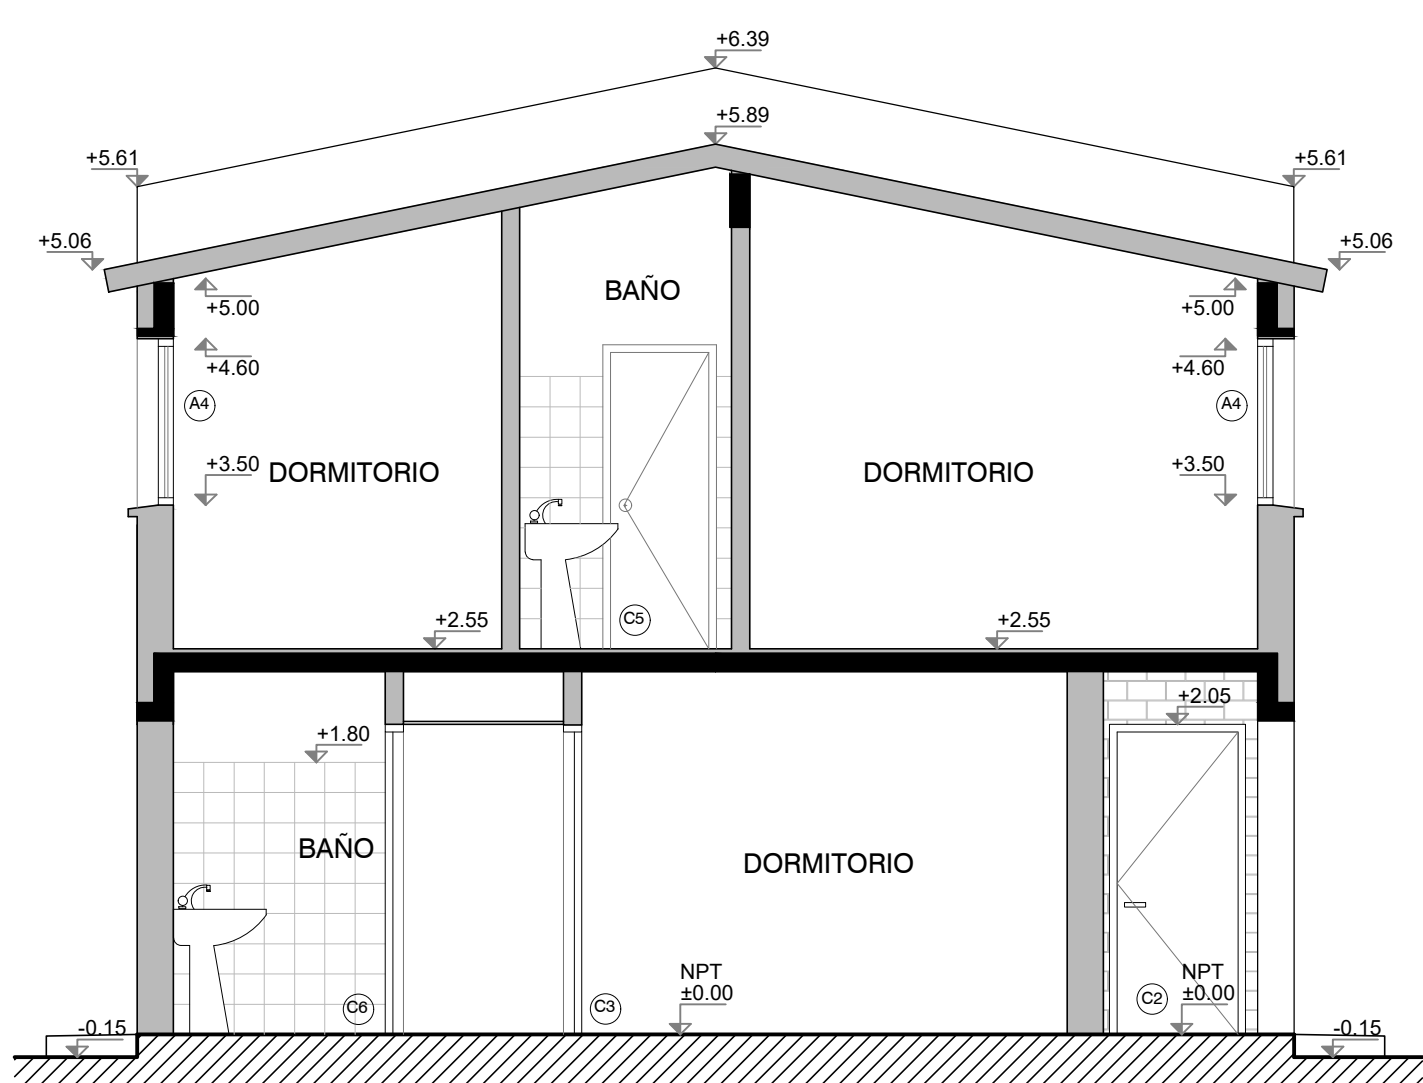 +6.39
+5.89
+5.61
+5.61
+5.06
+5.06
BAÑO
+5.00
+5.00
+4.60
+4.60
A4
A4
+3.50
DORMITORIO
DORMITORIO
+3.50
+2.55
C5
+2.55
+2.05
+1.80
BAÑO
DORMITORIO
NPT
±0.00
NPT
±0.00
C6
C3
C2
-0.15
-0.15